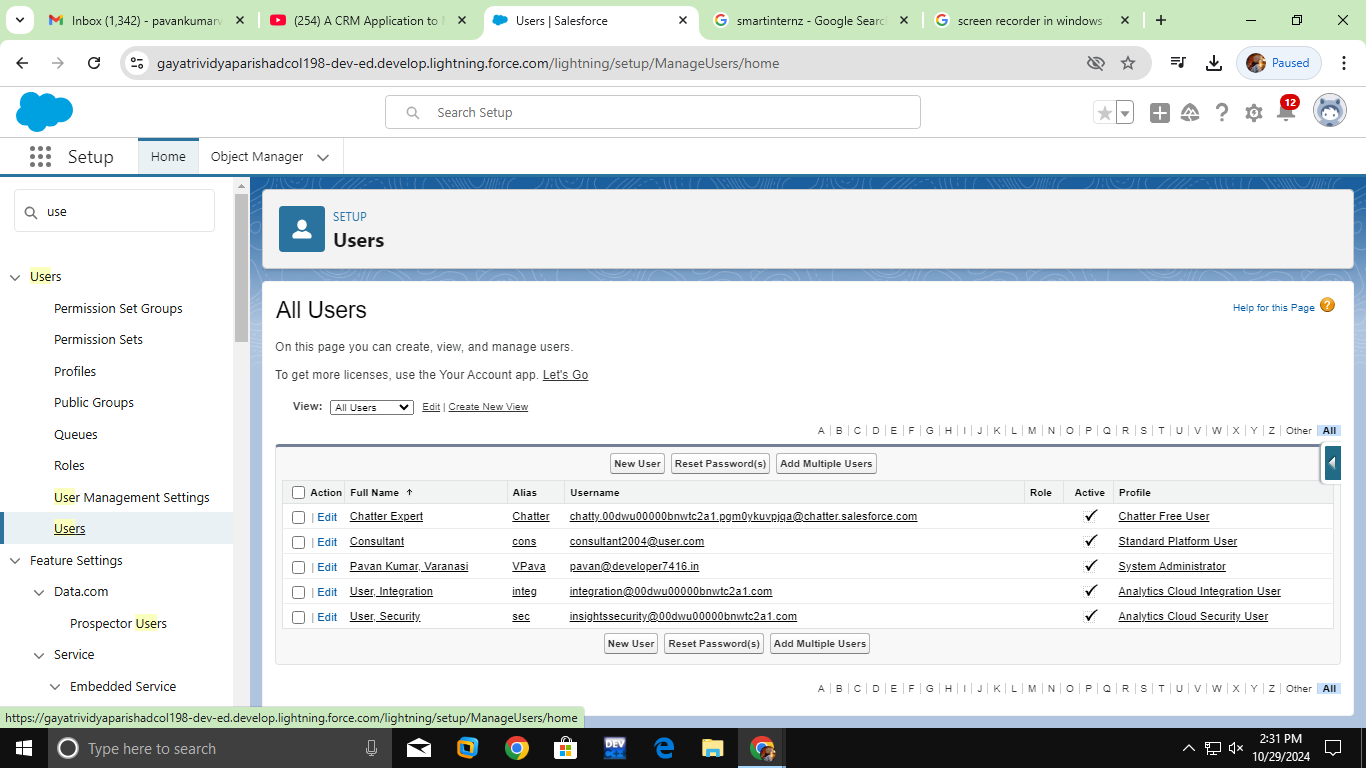 Inbox (1,342) - pavankumarv
(254) A CRM Application to M
Users | Salesforce
smartinternz - Google Search
screen recorder in windows
gayatrividyaparishadcol198-dev-ed.develop.lightning.force.com/lightning/setup/ManageUsers/home
Paused
Search Setup
12
Setup
Home
Object Manager
use
SETUP
Users
Users
Permission Set Groups
Permission Sets
Profiles
Public Groups
Queues
Roles
User Management Settings
Users
Feature Settings
Data.com
Prospector Users
Service
Embedded Service
All Users
Help for this Page ?
On this page you can create, view, and manage users.
To get more licenses, use the Your Account app. Let's Go
View: All Users Edit | Create New View
A | B | C | D | E | F | G | H | I | J | K | L | M | N | O | P | Q | R | S | T | U | V | W | X | Y | Z | Other | All
New User Reset Password(s) Add Multiple Users
Action Full Name ↑ Alias Username Role Active Profile
| Edit Chatter Expert Chatter chatty.00dwu00000bnwtc2a1.pgm0ykuvpjqa@chatter.salesforce.com ✓ Chatter Free User
| Edit Consultant cons consultant2004@user.com ✓ Standard Platform User
| Edit Pavan Kumar, Varanasi VPava pavan@developer7416.in ✓ System Administrator
| Edit User, Integration integ integration@00dwu00000bnwtc2a1.com ✓ Analytics Cloud Integration User
| Edit User, Security sec insightssecurity@00dwu00000bnwtc2a1.com ✓ Analytics Cloud Security User
New User Reset Password(s) Add Multiple Users
A | B | C | D | E | F | G | H | I | J | K | L | M | N | O | P | Q | R | S | T | U | V | W | X | Y | Z | Other | All
https://gayatrividyaparishadcol198-dev-ed.develop.lightning.force.com/lightning/setup/ManageUsers/home
Type here to search
DEV
2:31 PM
10/29/2024